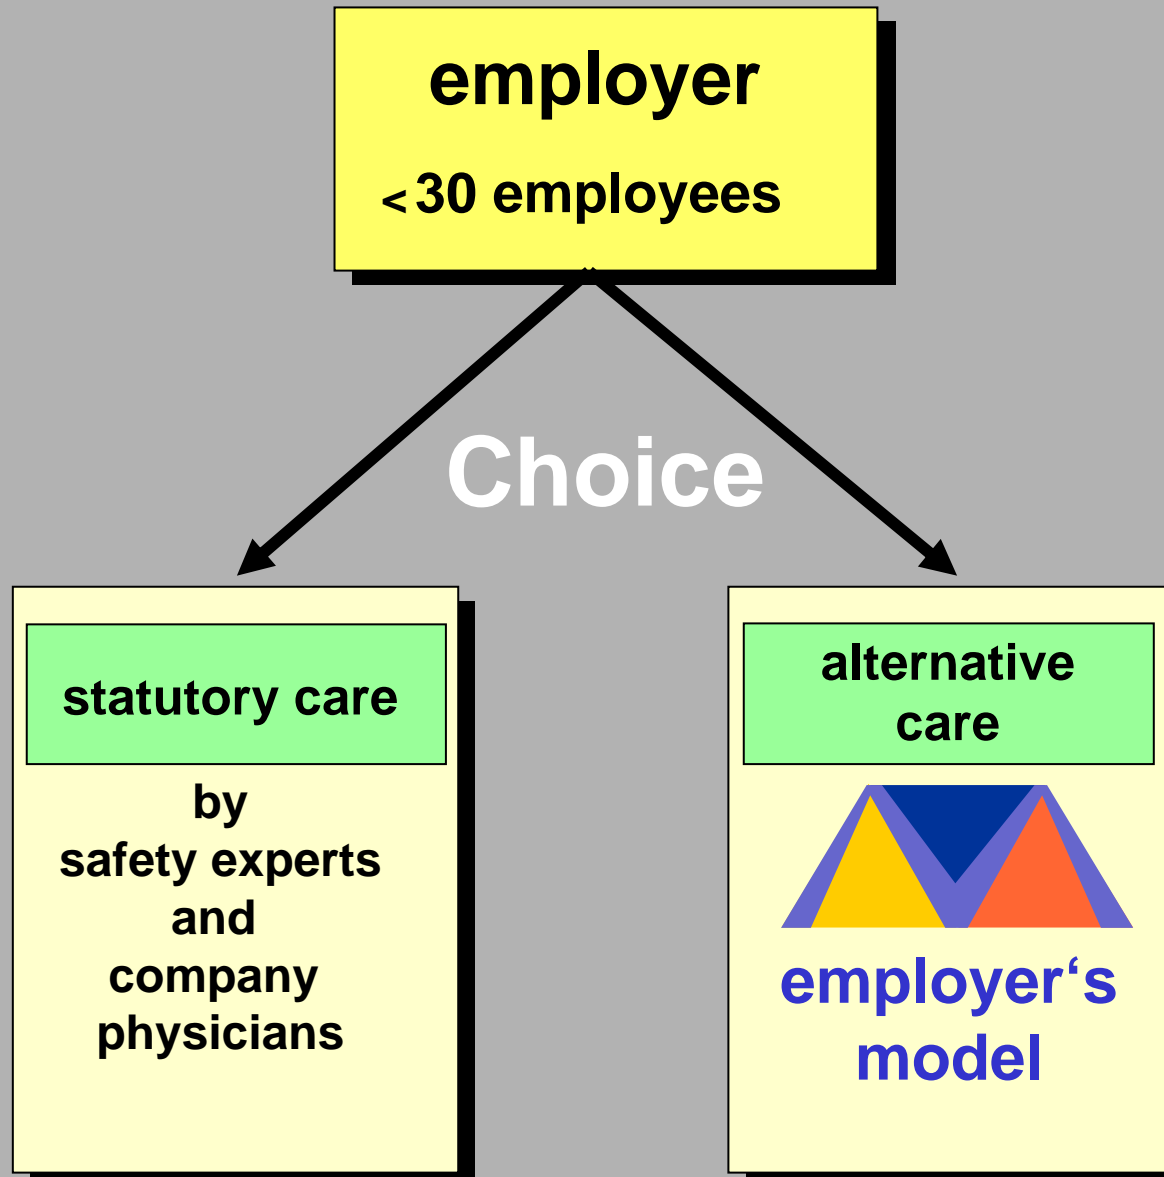 employer
< 30 employees
Choice
statutory care
by
safety experts
and
company
physicians
alternative
care
employer‘s
model